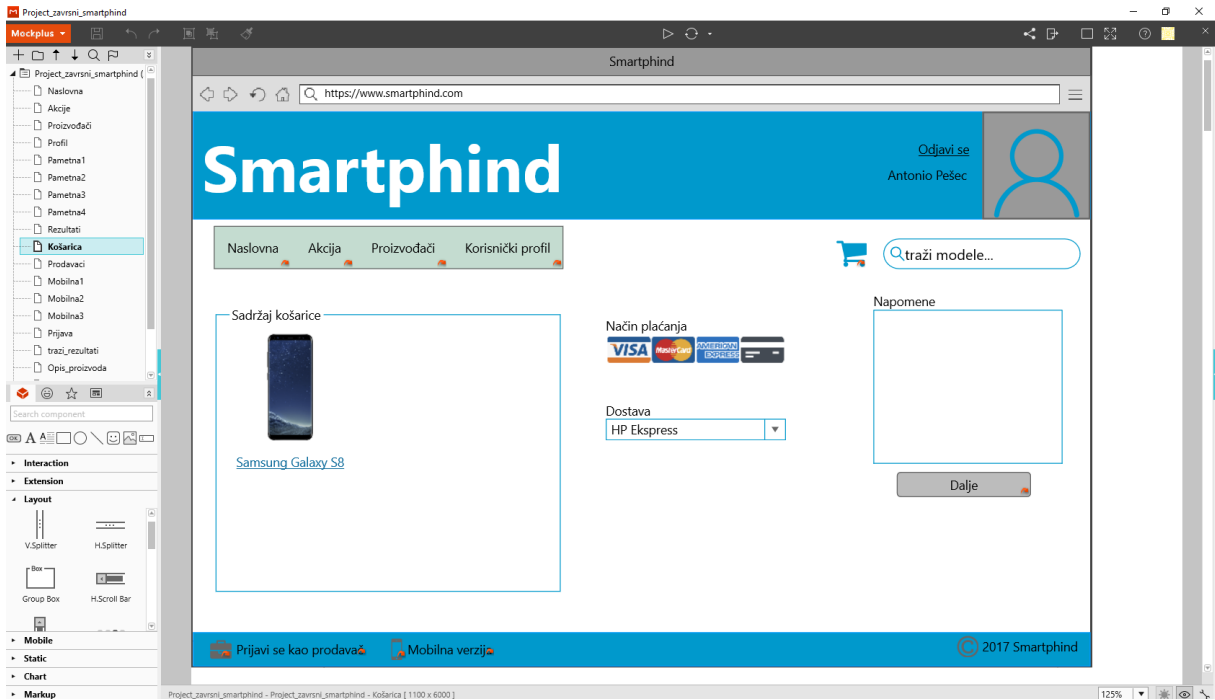 Project_zavrsni_smartphind
Mockplus
Project_zavrsni_smartphind (
Naslovna
Akcije
Proizvođači
Profil
Pametna1
Pametna2
Pametna3
Pametna4
Rezultati
Košarica
Prodavaci
Mobilna1
Mobilna2
Mobilna3
Prijava
trazi_rezultati
Opis_proizvoda
Search component
OK
Interaction
Extension
Layout
V.Splitter
H.Splitter
Box
Group Box
H.Scroll Bar
Mobile
Static
Chart
Markup
Smartphind
https://www.smartphind.com
Smartphind
Odjavi se
Antonio Pešec
Naslovna Akcija Proizvođači Korisnički profil
traži modele...
Sadržaj košarice
Samsung Galaxy S8
Način plaćanja
VISA MasterCard AMERICAN EXPRESS
Dostava
HP Ekspress
Napomene
Dalje
Prijavi se kao prodavač
Mobilna verzija
© 2017 Smartphind
Project_zavrsni_smartphind - Project_zavrsni_smartphind - Košarica [ 1100 x 6000 ]
125%